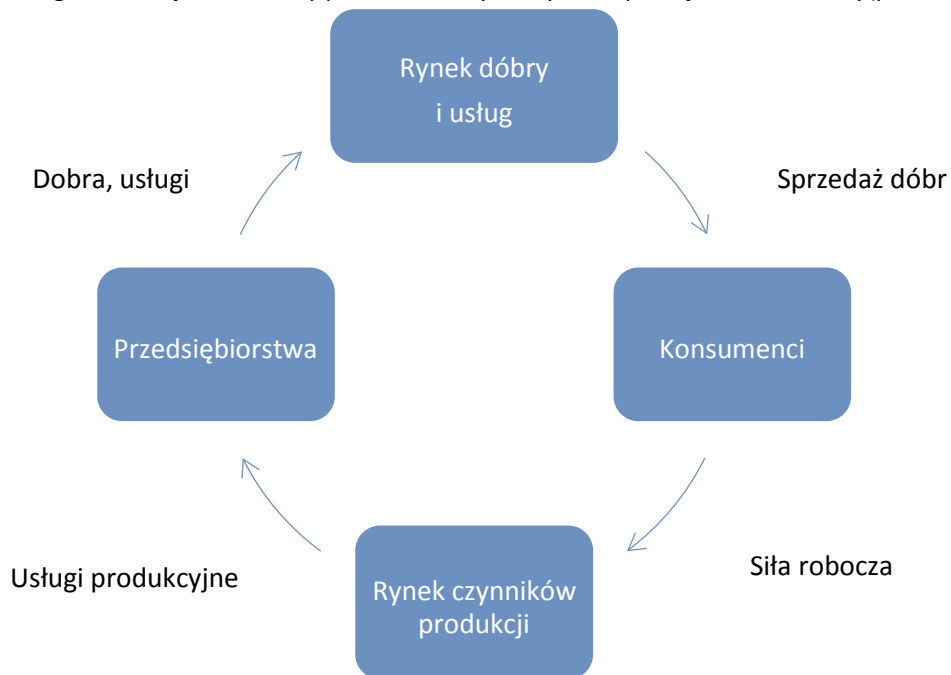 Rynek dóbry
i usług
Dobra, usługi
Sprzedaż dóbr
Przedsiębiorstwa
Konsumenci
Usługi produkcyjne
Siła robocza
Rynek czynników
produkcji